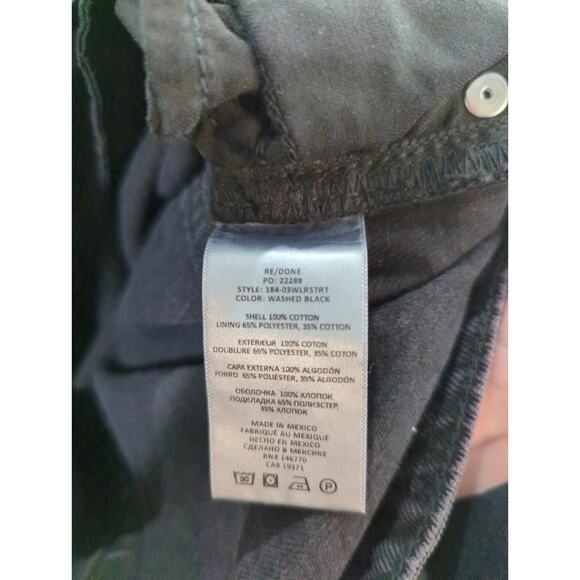 RE/DONE
PO: 22288
STYLE: 184-03WLRSTRT
COLOR: WASHED BLACK
SHELL 100% COTTON
LINING 65% POLYESTER, 35% COTTON
EXTÉRIEUR 100% COTON
DOUBLURE 65% POLYESTER, 35% COTON
CAPA EXTERNA 100% ALGODÓN
FORRO 65% POLIÉSTER, 35% ALGODÓN
ОБОЛОЧКА 100% ХЛОПОК
ПОДКЛАДКА 65% ПОЛИЭСТЕР,
35% ХЛОПОК
MADE IN MEXICO
FABRIQUÉ AU MEXIQUE
HECHO EN MÉXICO
СДЕЛАНО В МЕКСИКЕ
RN# 146770
CA# 19371
30
P